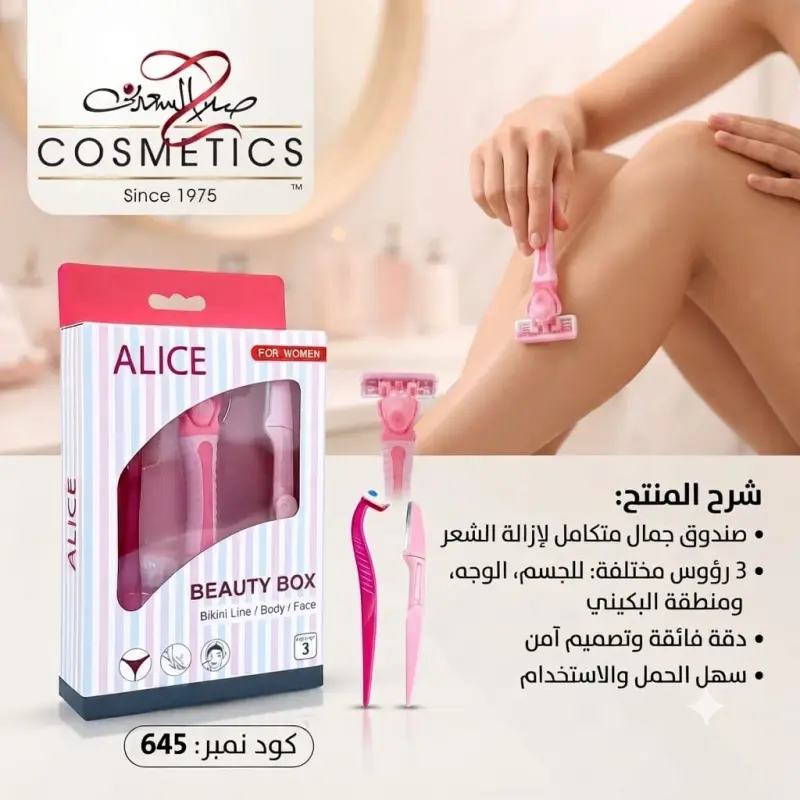 COSMETICS
Since 1975
TM
ALICE
FOR WOMEN
ALICE
BEAUTY BOX
Bikini Line / Body / Face
3
شرح المنتج:
• صندوق جمال متكامل لإزالة الشعر
• 3 رؤوس مختلفة: للجسم، الوجه،
ومنطقة البكيني
• دقة فائقة وتصميم آمن
• سهل الحمل والاستخدام
كود نمبر: 645